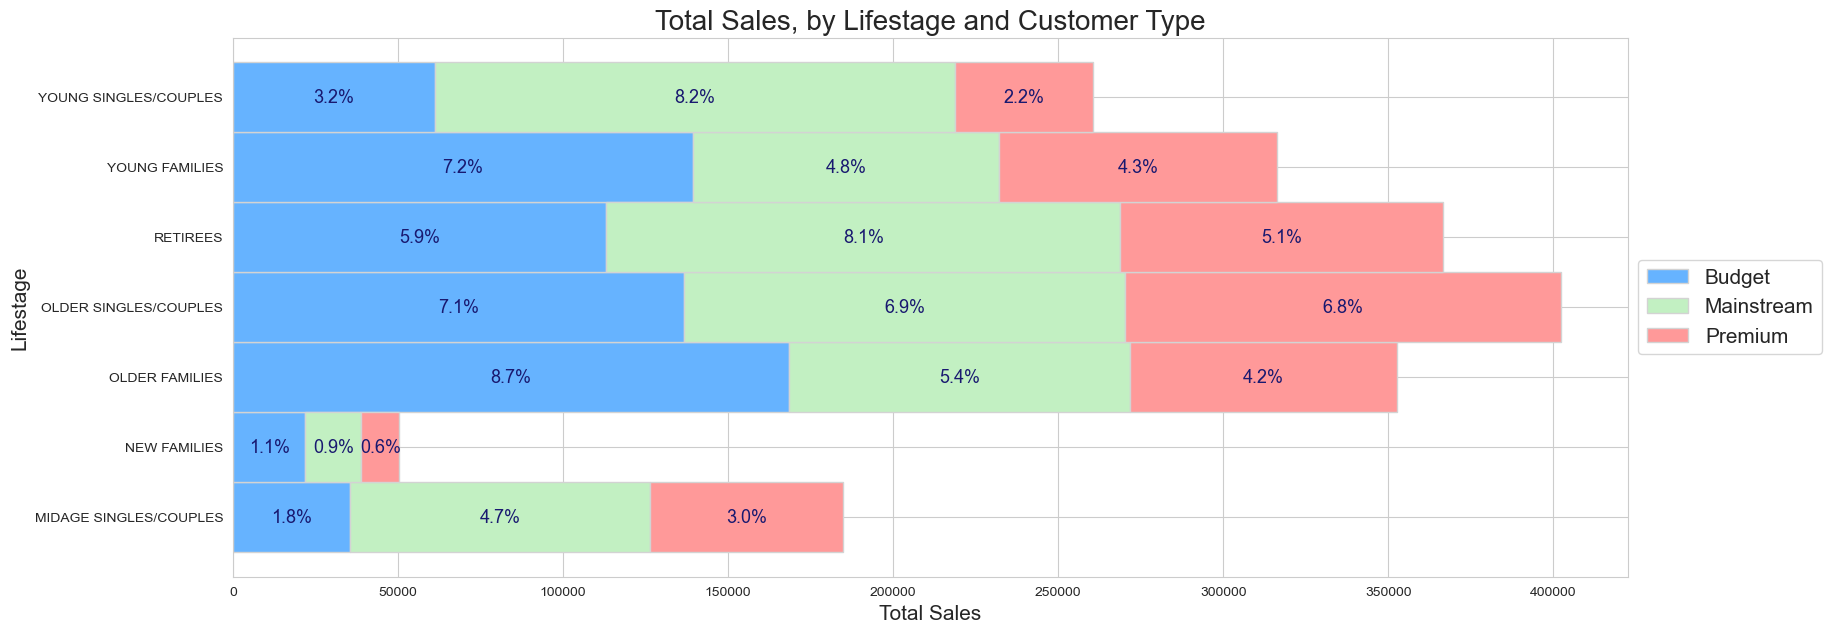 Total Sales, by Lifestage and Customer Type
YOUNG SINGLES/COUPLES 3.2% 8.2% 2.2%
YOUNG FAMILIES 7.2% 4.8% 4.3%
RETIREES 5.9% 8.1% 5.1%
OLDER SINGLES/COUPLES 7.1% 6.9% 6.8%
OLDER FAMILIES 8.7% 5.4% 4.2%
NEW FAMILIES 1.1% 0.9% 0.6%
MIDAGE SINGLES/COUPLES 1.8% 4.7% 3.0%
Lifestage
0 50000 100000 150000 200000 250000 300000 350000 400000
Total Sales
Budget
Mainstream
Premium